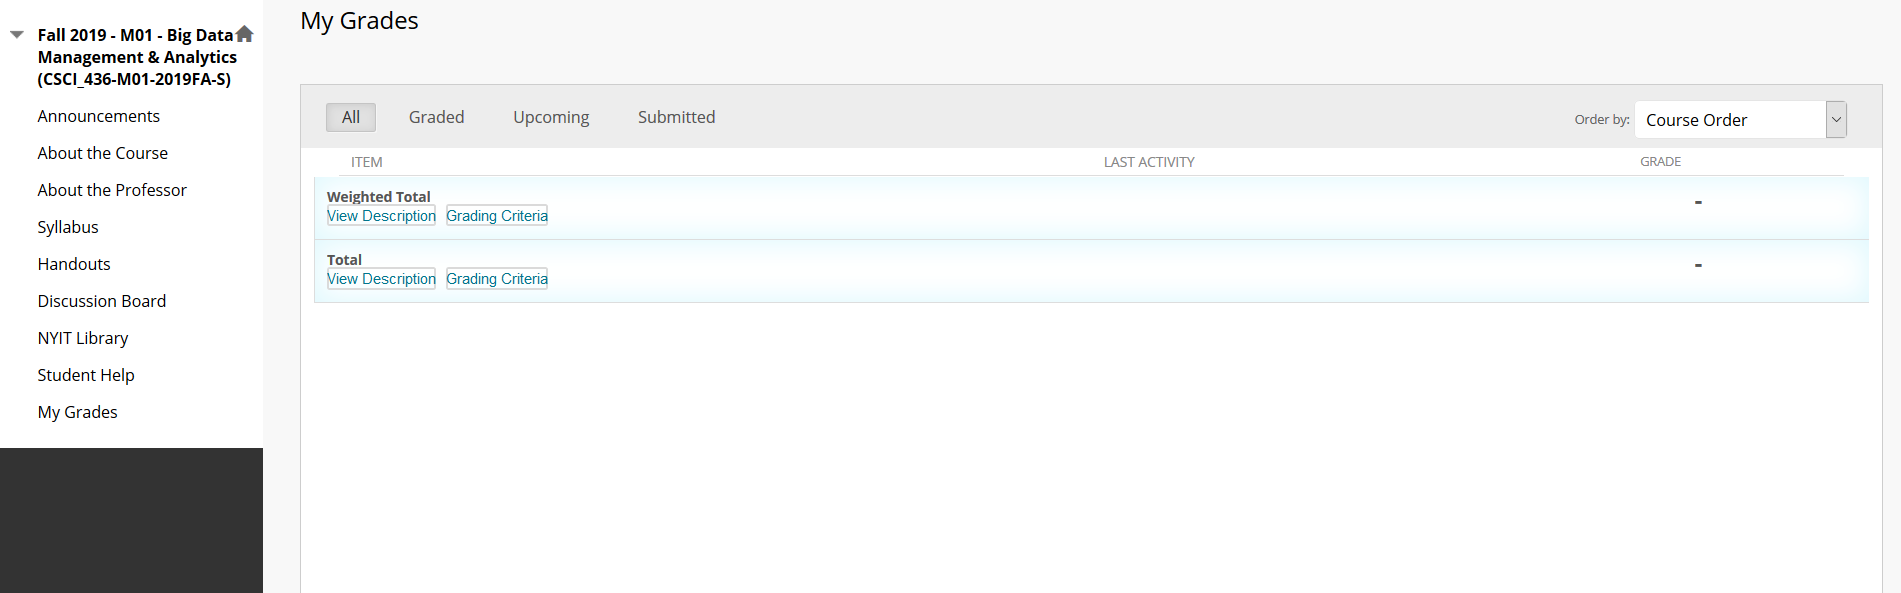 Fall 2019 - M01 - Big Data
Management & Analytics
(CSCI_436-M01-2019FA-S)
Announcements
About the Course
About the Professor
Syllabus
Handouts
Discussion Board
NYIT Library
Student Help
My Grades
My Grades
All Graded Upcoming Submitted Order by: Course Order
ITEM LAST ACTIVITY GRADE
Weighted Total -
View Description Grading Criteria
Total -
View Description Grading Criteria